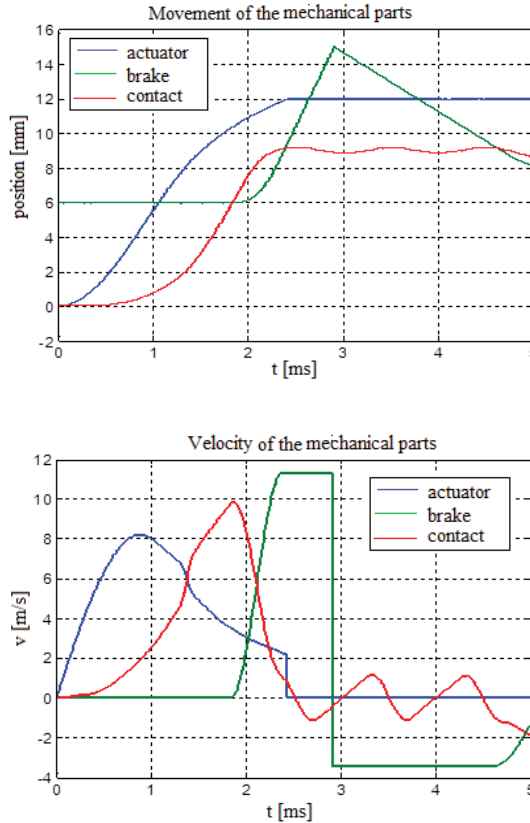 Movement of the mechanical parts
16
14
12
10
8
6
4
2
0
-2
position [mm]
actuator
brake
contact
0 1 2 3 4 5
t [ms]
Velocity of the mechanical parts
12
10
8
6
4
2
0
-2
-4
v [m/s]
actuator
brake
contact
0 1 2 3 4 5
t [ms]